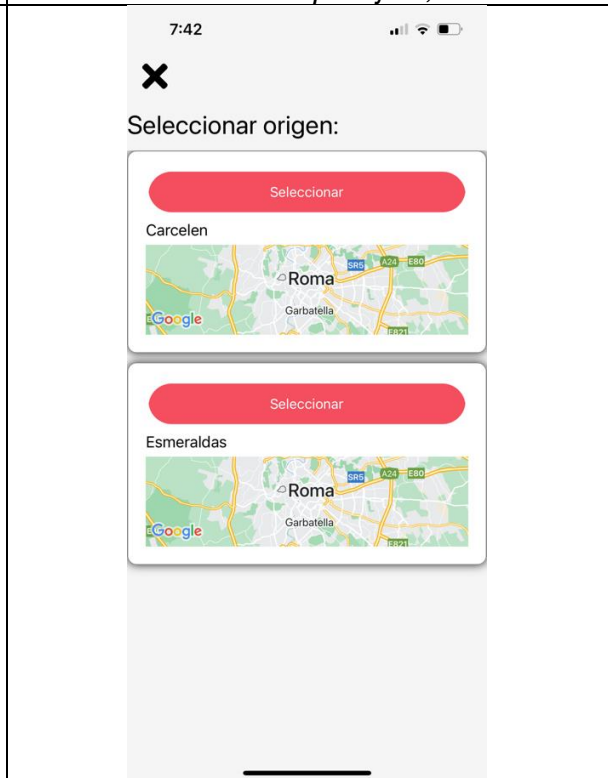 7:42
Seleccionar origen:
Seleccionar
Carcelen
SR5 A24 E80
Roma
Garbatella
Google
E821
Seleccionar
Esmeraldas
SR5 A24 E80
Roma
Garbatella
Google
E821